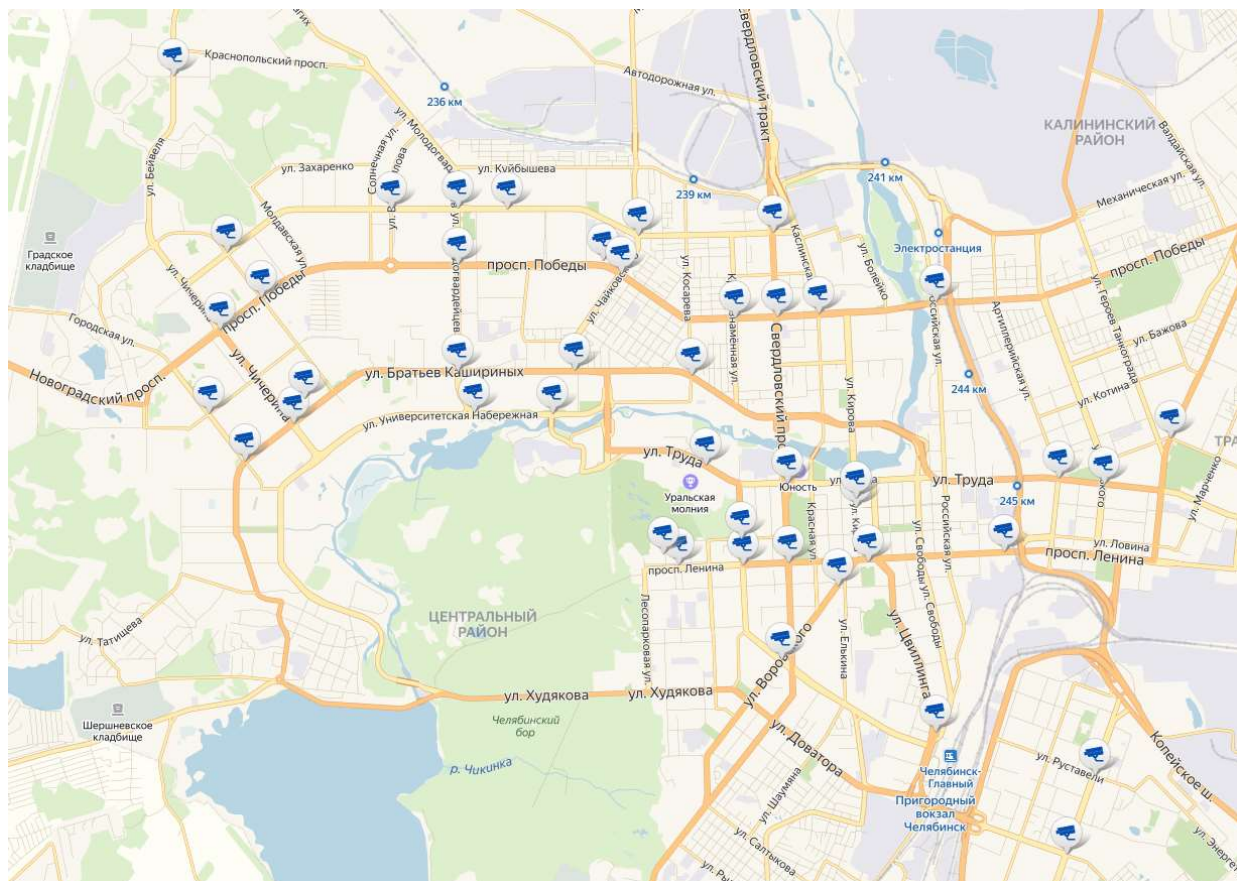 Краснопольский просп.
Автодорожная ул.
Свердловский тракт
236 км
КАЛИНИНСКИЙ
РАЙОН
Валдайская ул.
ул. Бейвеля
Солнечная ул.
ул. Захаренко
ул. Куйбышева
239 км
241 км
Механическая ул.
Молдавская ул.
Градское
кладбище
Электростанция
просп. Победы
просп. Победы
просп. Победы
ул. Косарева
ул. Болейко
Городская ул.
ул. Чичерина
Артиллерийская ул.
ул. Героев Танкограда
ул. Бажова
Новоградский просп.
ул. Чичерина
ул. Братьев Кашириных
244 км
ул. Котина
ул. Кирова
ул. Университетская Набережная
ул. Труда
Юность
ул. Труда
245 км
ул. Марченко
Уральская
молния
Красная ул.
Российская ул.
ул. Свободы
ул. Свободы
ул. Ловина
просп. Ленина
просп. Ленина
ЦЕНТРАЛЬНЫЙ
РАЙОН
Лесопарковая ул.
ул. Татищева
ул. Елькина
ул. Цвиллинга
ул. Худякова
ул. Худякова
Шершневское
кладбище
Челябинский
бор
р. Чикинка
ул. Доватора
ул. Шаумяна
Челябинск-
Главный
Пригородный
вокзал
Челябинск
ул. Руставели
Копейское ш.
ул. Салтыкова